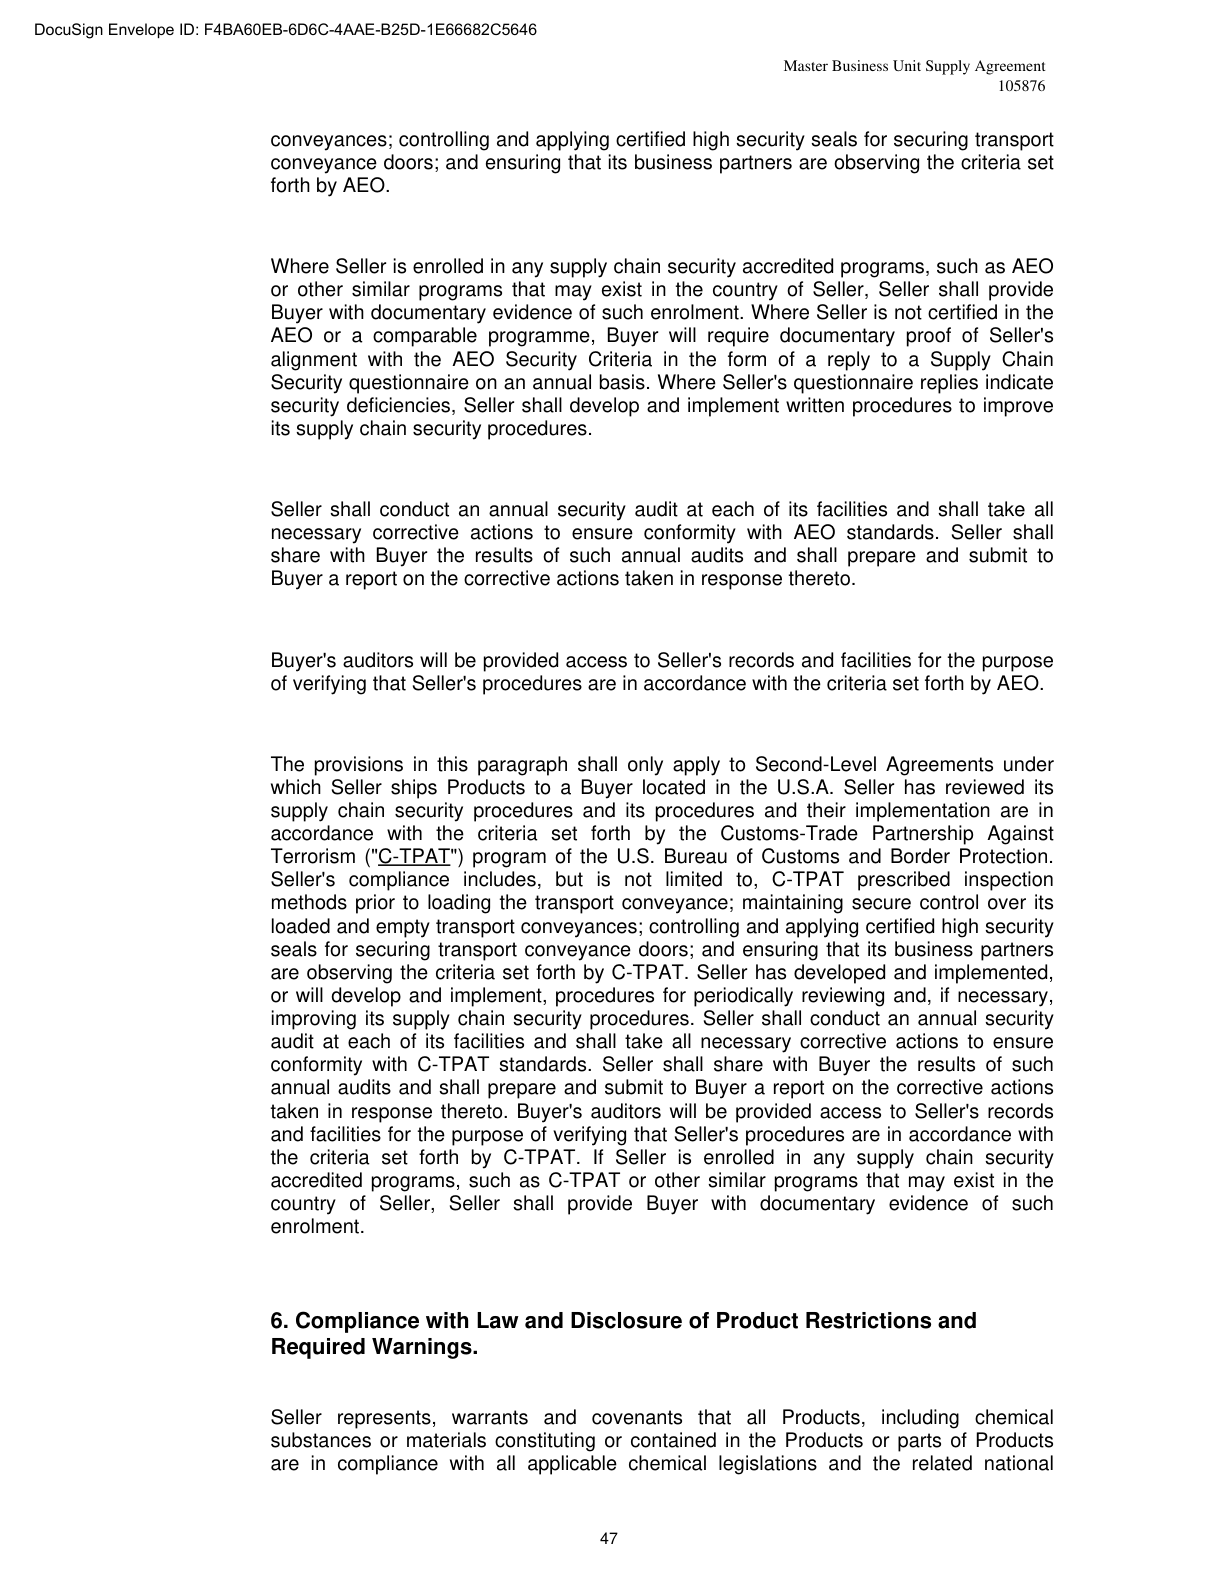 DocuSign Envelope ID: F4BA60EB-6D6C-4AAE-B25D-1E66682C5646
Master Business Unit Supply Agreement
105876
conveyances; controlling and applying certified high security seals for securing transport
conveyance doors; and ensuring that its business partners are observing the criteria set
forth by AEO.
Where Seller is enrolled in any supply chain security accredited programs, such as AEO
or other similar programs that may exist in the country of Seller, Seller shall provide
Buyer with documentary evidence of such enrolment. Where Seller is not certified in the
AEO or a comparable programme, Buyer will require documentary proof of Seller's
alignment with the AEO Security Criteria in the form of a reply to a Supply Chain
Security questionnaire on an annual basis. Where Seller's questionnaire replies indicate
security deficiencies, Seller shall develop and implement written procedures to improve
its supply chain security procedures.
Seller shall conduct an annual security audit at each of its facilities and shall take all
necessary corrective actions to ensure conformity with AEO standards. Seller shall
share with Buyer the results of such annual audits and shall prepare and submit to
Buyer a report on the corrective actions taken in response thereto.
Buyer's auditors will be provided access to Seller's records and facilities for the purpose
of verifying that Seller's procedures are in accordance with the criteria set forth by AEO.
The provisions in this paragraph shall only apply to Second-Level Agreements under
which Seller ships Products to a Buyer located in the U.S.A. Seller has reviewed its
supply chain security procedures and its procedures and their implementation are in
accordance with the criteria set forth by the Customs-Trade Partnership Against
Terrorism ("C-TPAT") program of the U.S. Bureau of Customs and Border Protection.
Seller's compliance includes, but is not limited to, C-TPAT prescribed inspection
methods prior to loading the transport conveyance; maintaining secure control over its
loaded and empty transport conveyances; controlling and applying certified high security
seals for securing transport conveyance doors; and ensuring that its business partners
are observing the criteria set forth by C-TPAT. Seller has developed and implemented,
or will develop and implement, procedures for periodically reviewing and, if necessary,
improving its supply chain security procedures. Seller shall conduct an annual security
audit at each of its facilities and shall take all necessary corrective actions to ensure
conformity with C-TPAT standards. Seller shall share with Buyer the results of such
annual audits and shall prepare and submit to Buyer a report on the corrective actions
taken in response thereto. Buyer's auditors will be provided access to Seller's records
and facilities for the purpose of verifying that Seller's procedures are in accordance with
the criteria set forth by C-TPAT. If Seller is enrolled in any supply chain security
accredited programs, such as C-TPAT or other similar programs that may exist in the
country of Seller, Seller shall provide Buyer with documentary evidence of such
enrolment.
6. Compliance with Law and Disclosure of Product Restrictions and
Required Warnings.
Seller represents, warrants and covenants that all Products, including chemical
substances or materials constituting or contained in the Products or parts of Products
are in compliance with all applicable chemical legislations and the related national
47